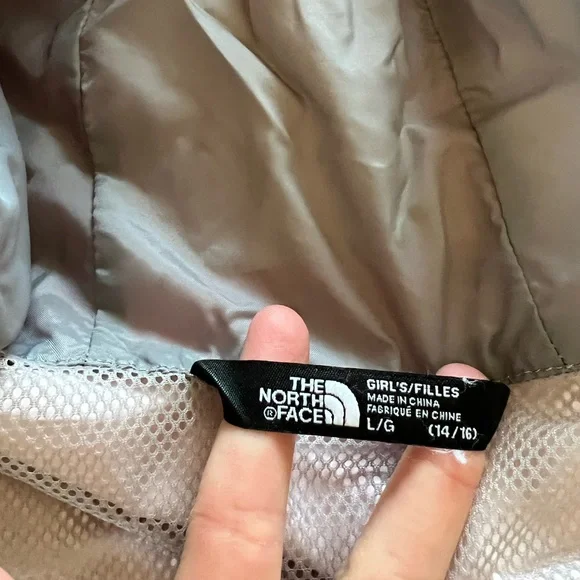 THE
NORTH
® FACE
GIRL'S/FILLES
MADE IN CHINA
FABRIQUÉ EN CHINE
L/G (14/16)